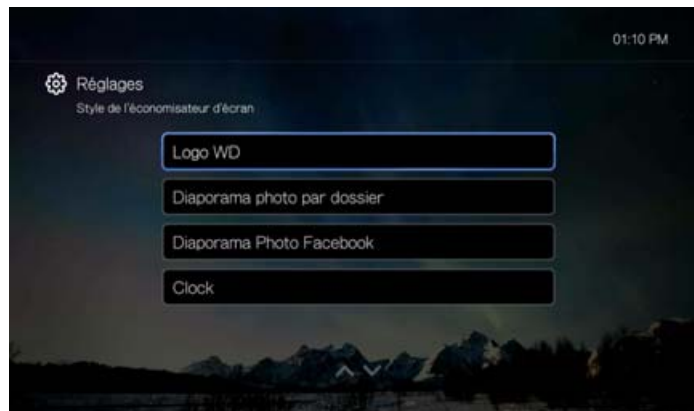 01:10 PM
Réglages
Style de l'économisateur d'écran
Logo WD
Diaporama photo par dossier
Diaporama Photo Facebook
Clock